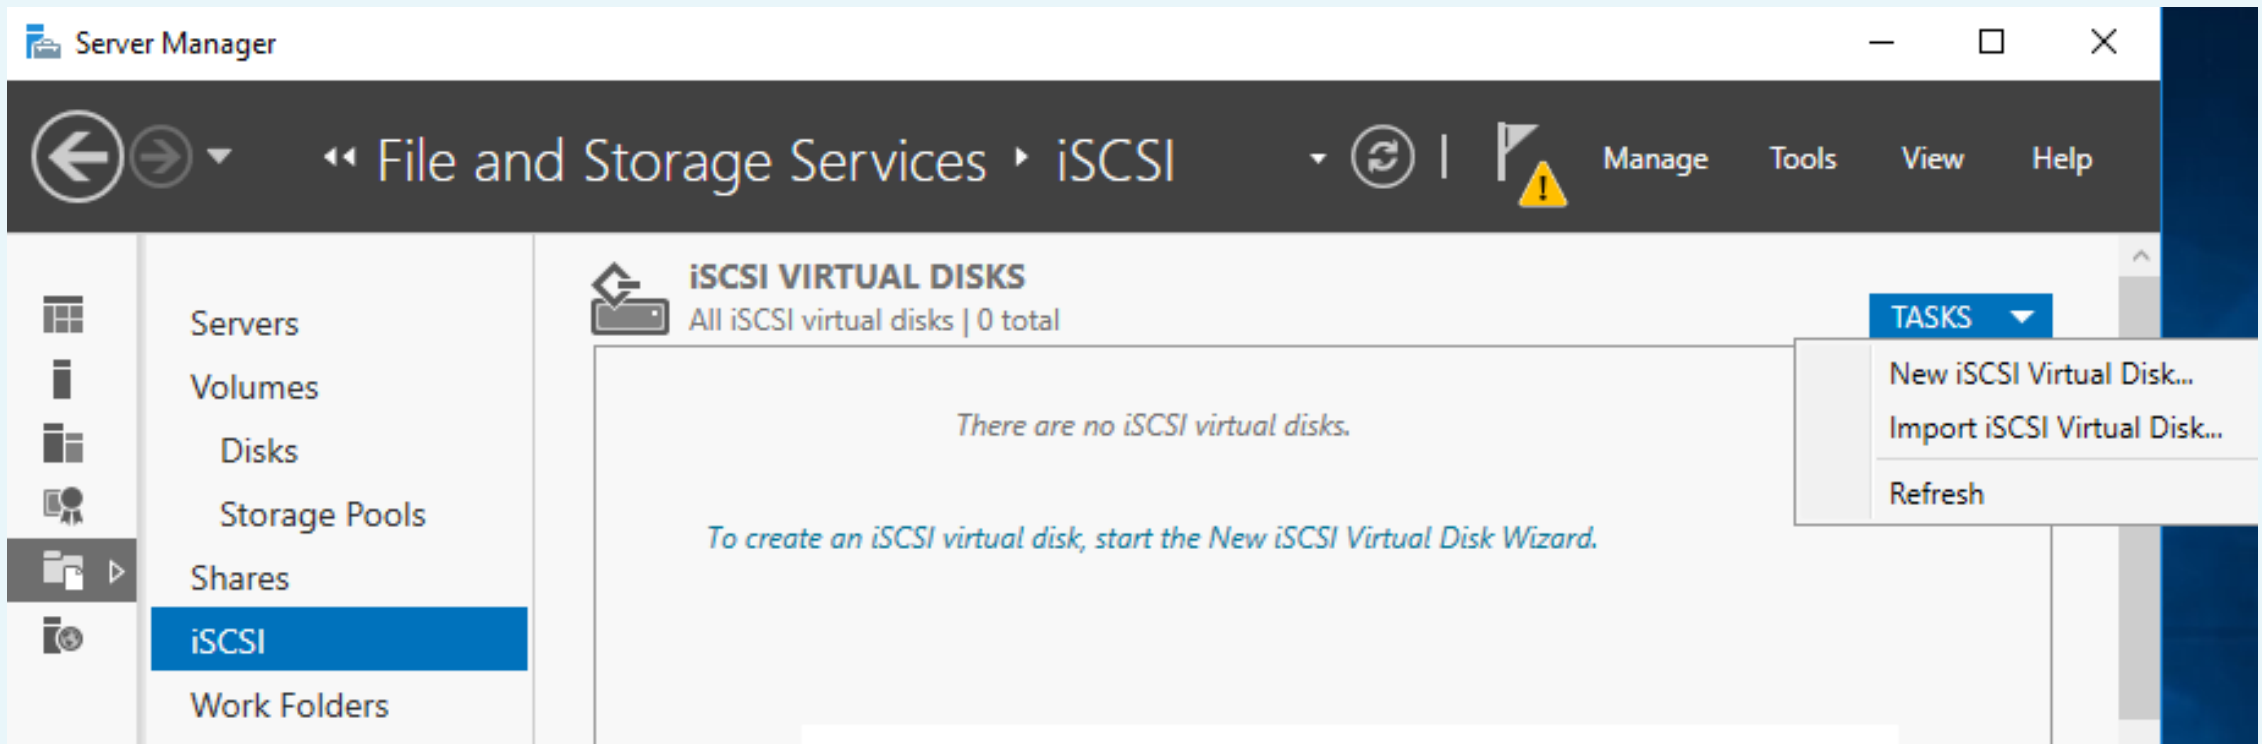 Server Manager
File and Storage Services iSCSI
Manage Tools View Help
Servers
Volumes
Disks
Storage Pools
Shares
iSCSI
Work Folders
iSCSI VIRTUAL DISKS
All iSCSI virtual disks | 0 total
TASKS
New iSCSI Virtual Disk...
Import iSCSI Virtual Disk...
Refresh
There are no iSCSI virtual disks.
To create an iSCSI virtual disk, start the New iSCSI Virtual Disk Wizard.